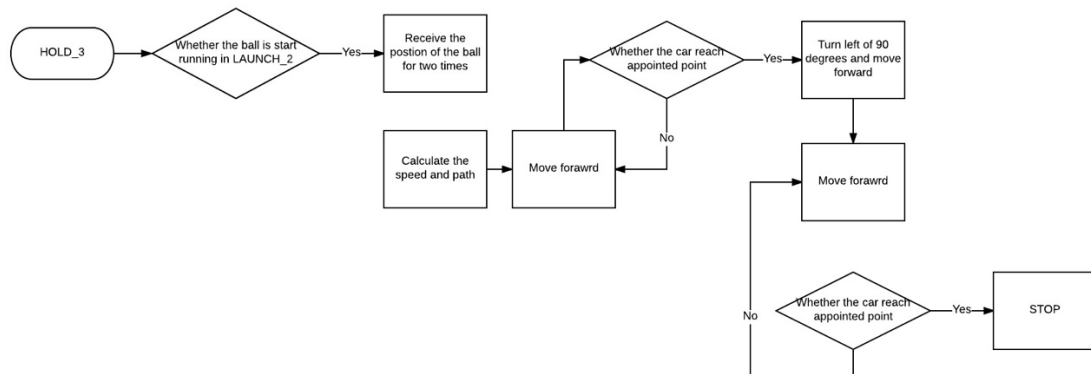 HOLD_3
Whether the ball is start
running in LAUNCH_2
Yes
Receive the
postion of the ball
for two times
Whether the car reach
appointed point
Yes
Turn left of 90
degrees and move
forward
No
Calculate the
speed and path
Move forawrd
Move forawrd
Whether the car reach
appointed point
No
Yes
STOP